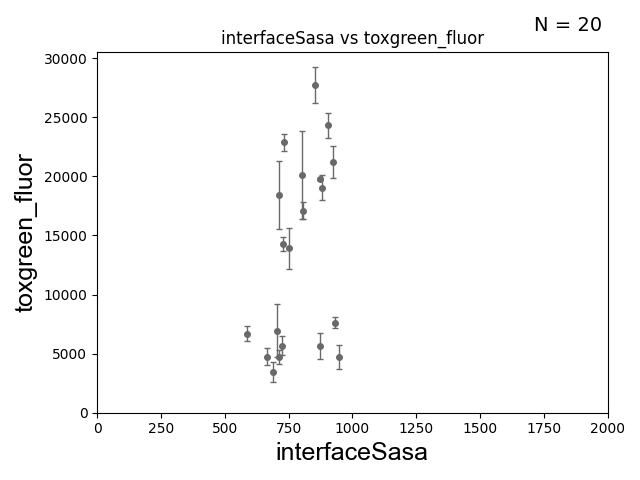 N = 20
interfaceSasa vs toxgreen_fluor
30000
25000
20000
15000
10000
5000
0
toxgreen_fluor
0 250 500 750 1000 1250 1500 1750 2000
interfaceSasa